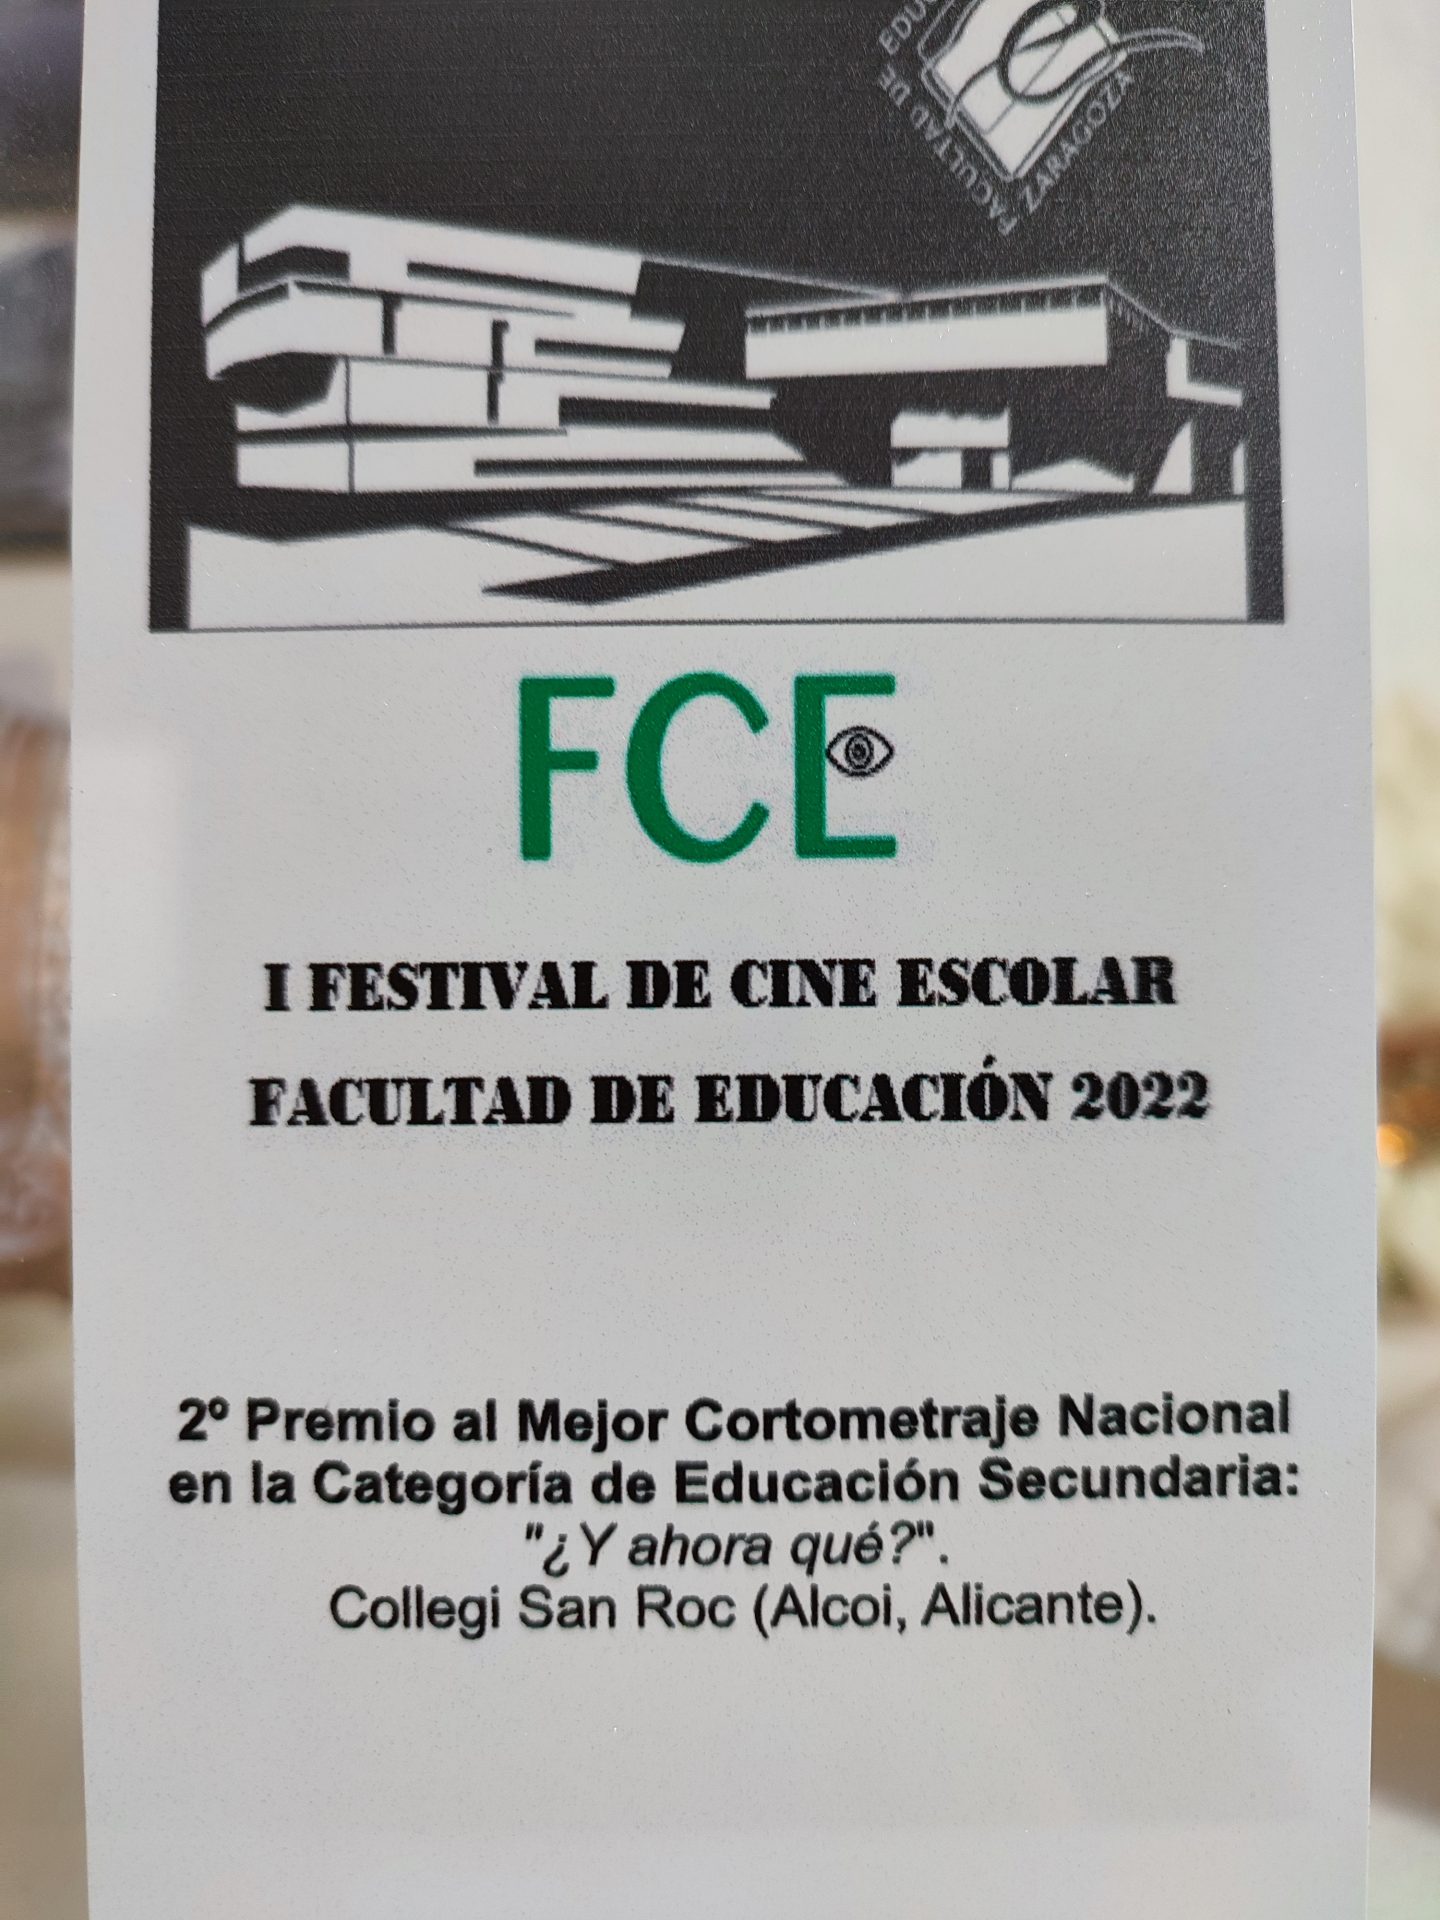 FACULTAD DE
ZARAGOZA
FCE
I FESTIVAL DE CINE ESCOLAR
FACULTAD DE EDUCACIÓN 2022
2º Premio al Mejor Cortometraje Nacional
en la Categoría de Educación Secundaria:
"¿Y ahora qué?".
Collegi San Roc (Alcoi, Alicante).